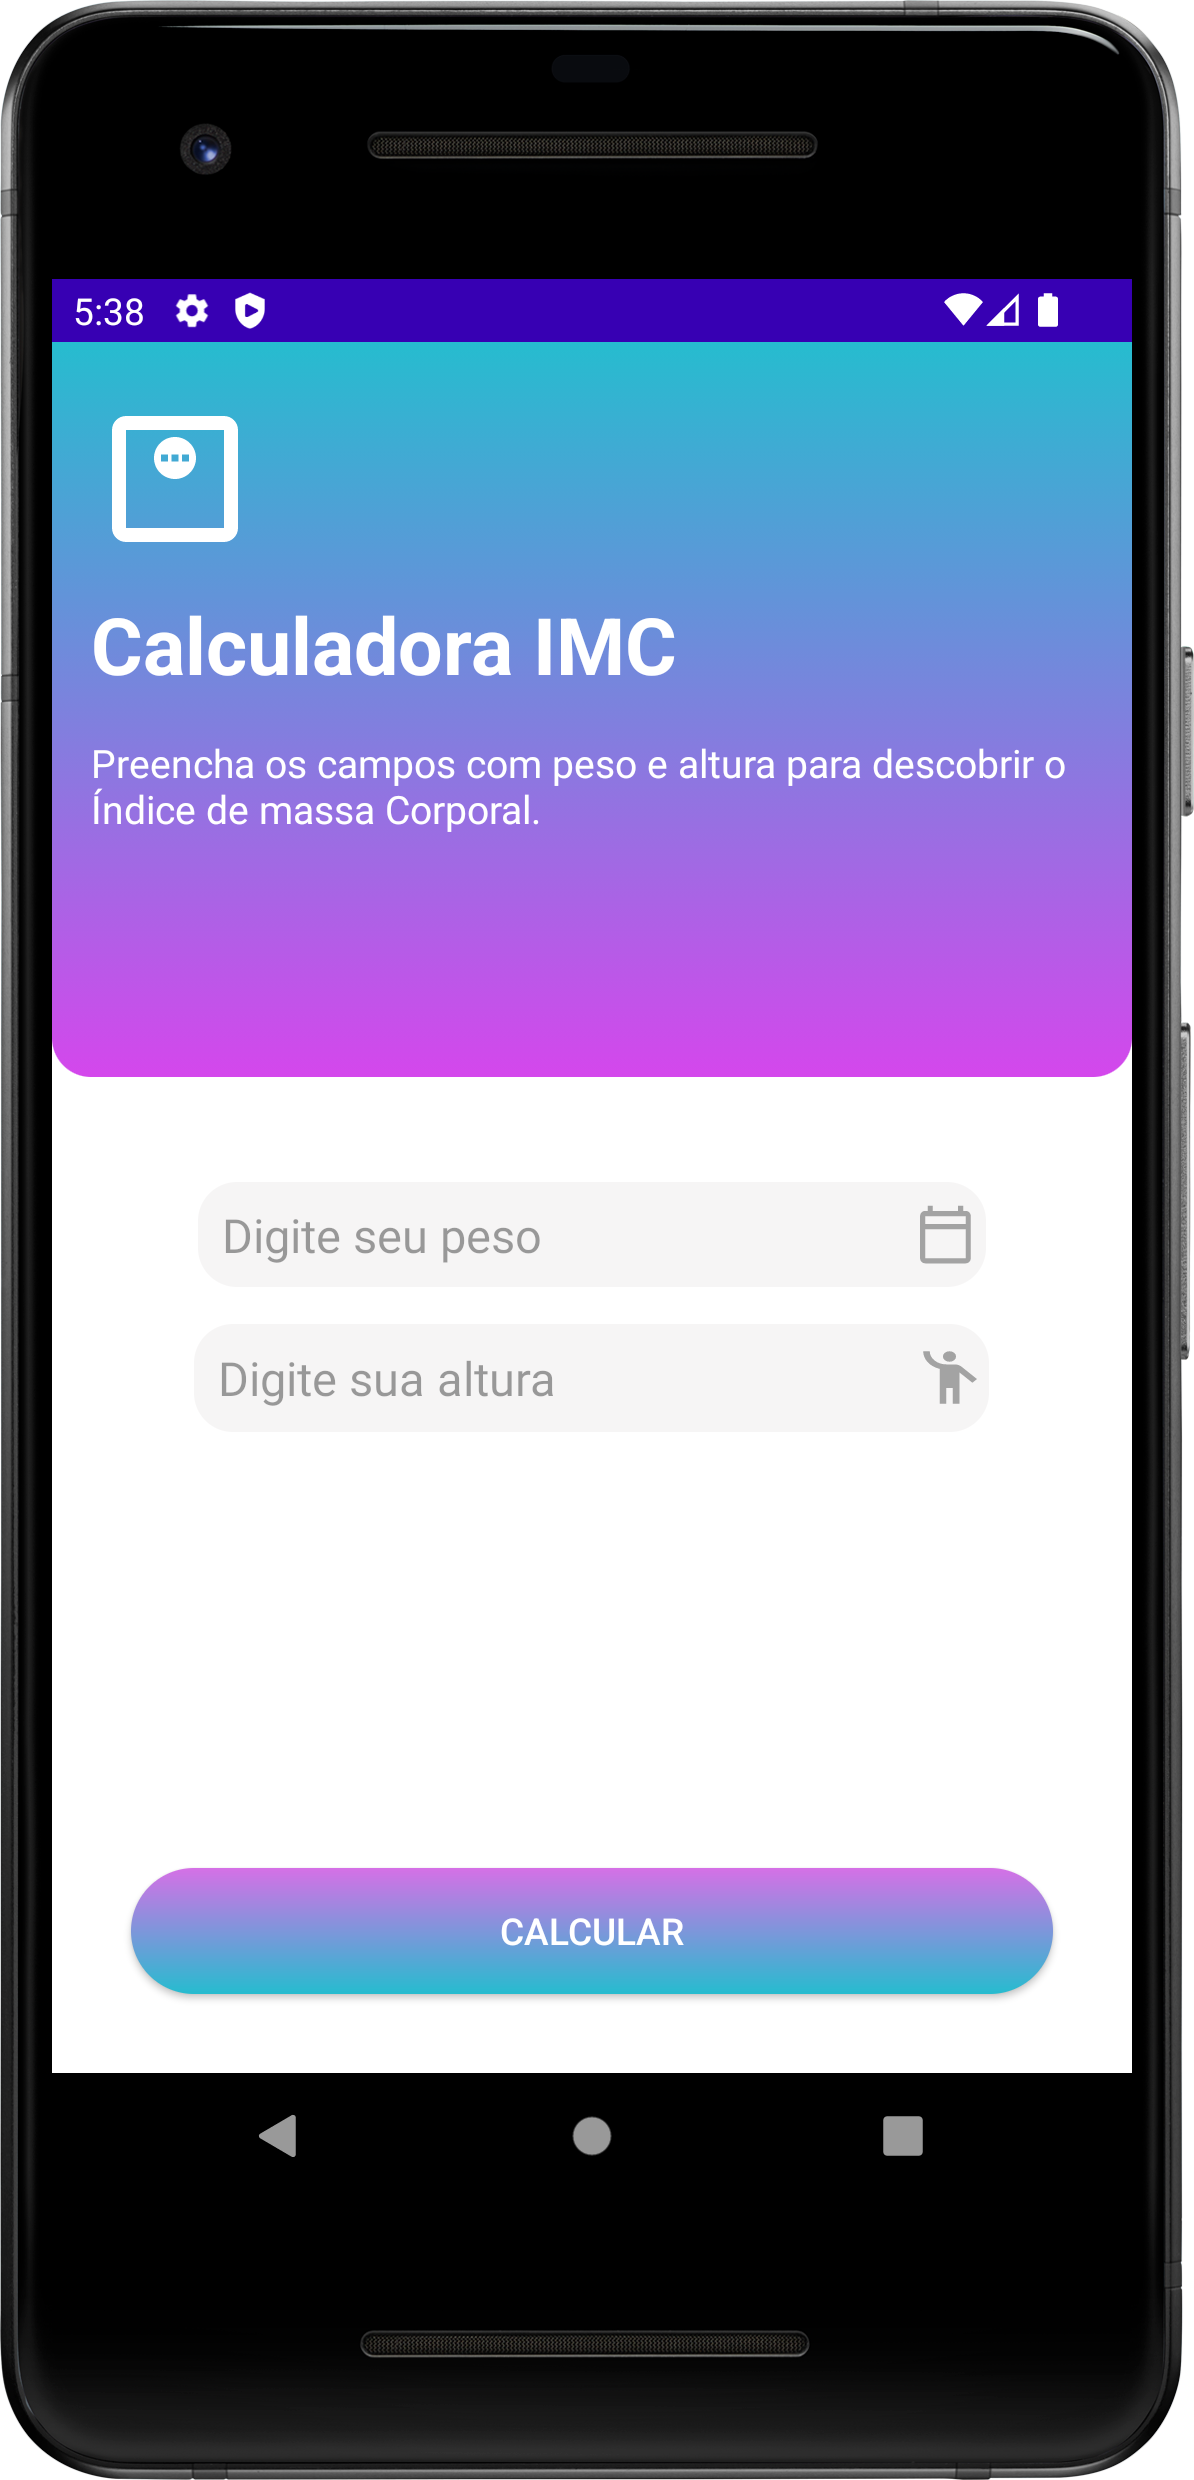 5:38
Calculadora IMC
Preencha os campos com peso e altura para descobrir o
Índice de massa Corporal.
Digite seu peso
Digite sua altura
CALCULAR